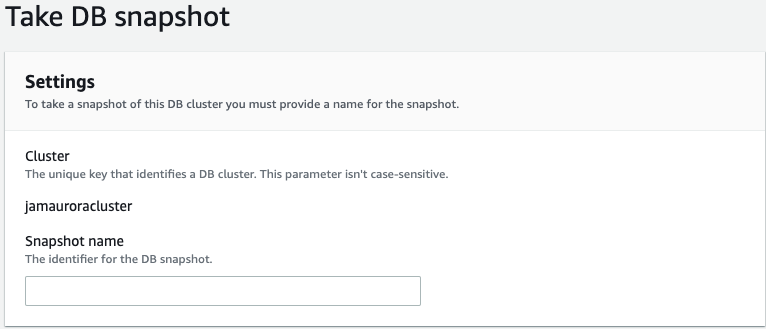 Take DB snapshot
Settings
To take a snapshot of this DB cluster you must provide a name for the snapshot.
Cluster
The unique key that identifies a DB cluster. This parameter isn't case-sensitive.
jamauroracluster
Snapshot name
The identifier for the DB snapshot.